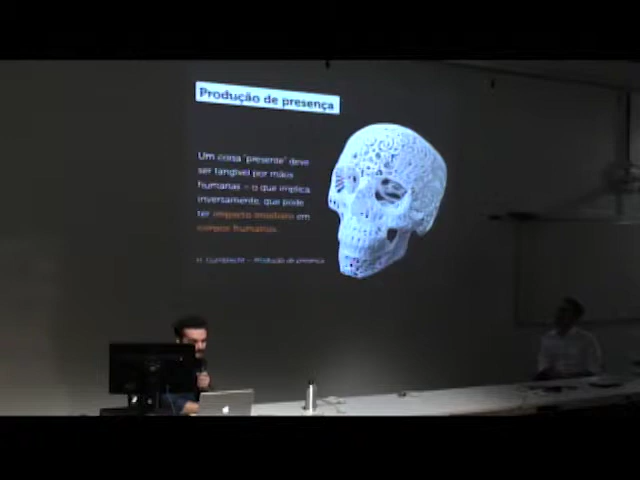 Produção de presença
Um coisa "presente" deve
ser tangível por mãos
humanas – o que implica,
inversamente, que pode
ter impacto imediato em
corpos humanos.
H. Gumbrecht – Produção de presença